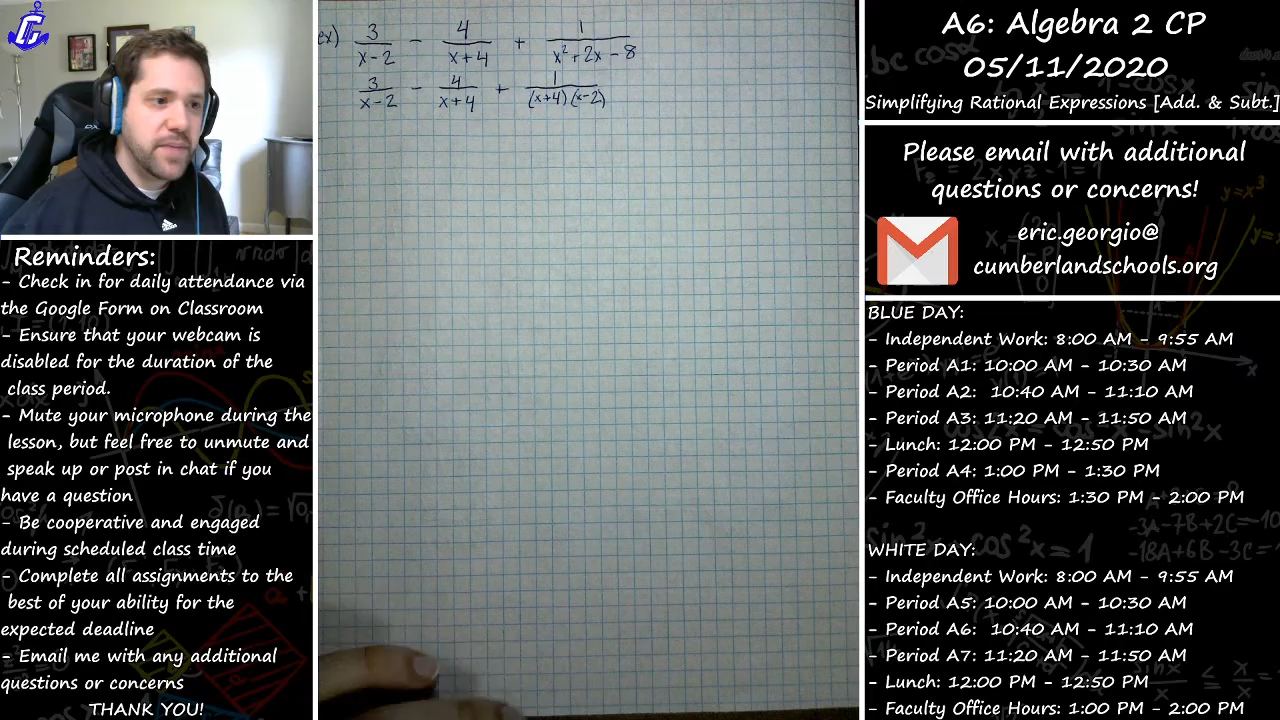 C
ex) 3/(x-2) - 4/(x+4) + 1/(x² + 2x - 8)
3/(x-2) - 4/(x+4) + 1/((x+4)(x-2))
A6: Algebra 2 CP
05/11/2020
Simplifying Rational Expressions [Add. & Subt.]
Please email with additional
questions or concerns!
eric.georgio@
cumberlandschools.org
Reminders:
- Check in for daily attendance via
the Google Form on Classroom
- Ensure that your webcam is
disabled for the duration of the
class period.
- Mute your microphone during the
lesson, but feel free to unmute and
speak up or post in chat if you
have a question
- Be cooperative and engaged
during scheduled class time
- Complete all assignments to the
best of your ability for the
expected deadline
- Email me with any additional
questions or concerns
THANK YOU!
BLUE DAY:
- Independent Work: 8:00 AM - 9:55 AM
- Period A1: 10:00 AM - 10:30 AM
- Period A2: 10:40 AM - 11:10 AM
- Period A3: 11:20 AM - 11:50 AM
- Lunch: 12:00 PM - 12:50 PM
- Period A4: 1:00 PM - 1:30 PM
- Faculty Office Hours: 1:30 PM - 2:00 PM
WHITE DAY:
- Independent Work: 8:00 AM - 9:55 AM
- Period A5: 10:00 AM - 10:30 AM
- Period A6: 10:40 AM - 11:10 AM
- Period A7: 11:20 AM - 11:50 AM
- Lunch: 12:00 PM - 12:50 PM
- Faculty Office Hours: 1:00 PM - 2:00 PM